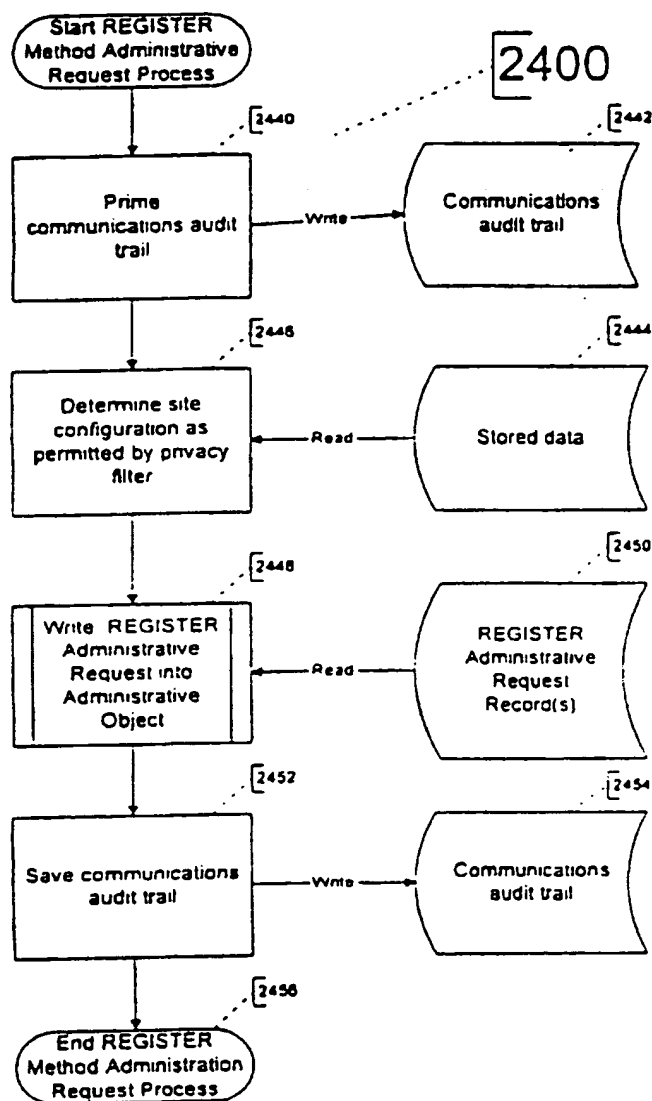 Start REGISTER
Method Administrative
Request Process
2400
2440
2442
Prime
communications audit
trail
Write
Communications
audit trail
2446
2444
Determine site
configuration as
permitted by privacy
filter
Read
Stored data
2448
2450
Write REGISTER
Administrative
Request into
Administrative
Object
Read
REGISTER
Administrative
Request
Record(s)
2452
2454
Save communications
audit trail
Write
Communications
audit trail
2456
End REGISTER
Method Administration
Request Process